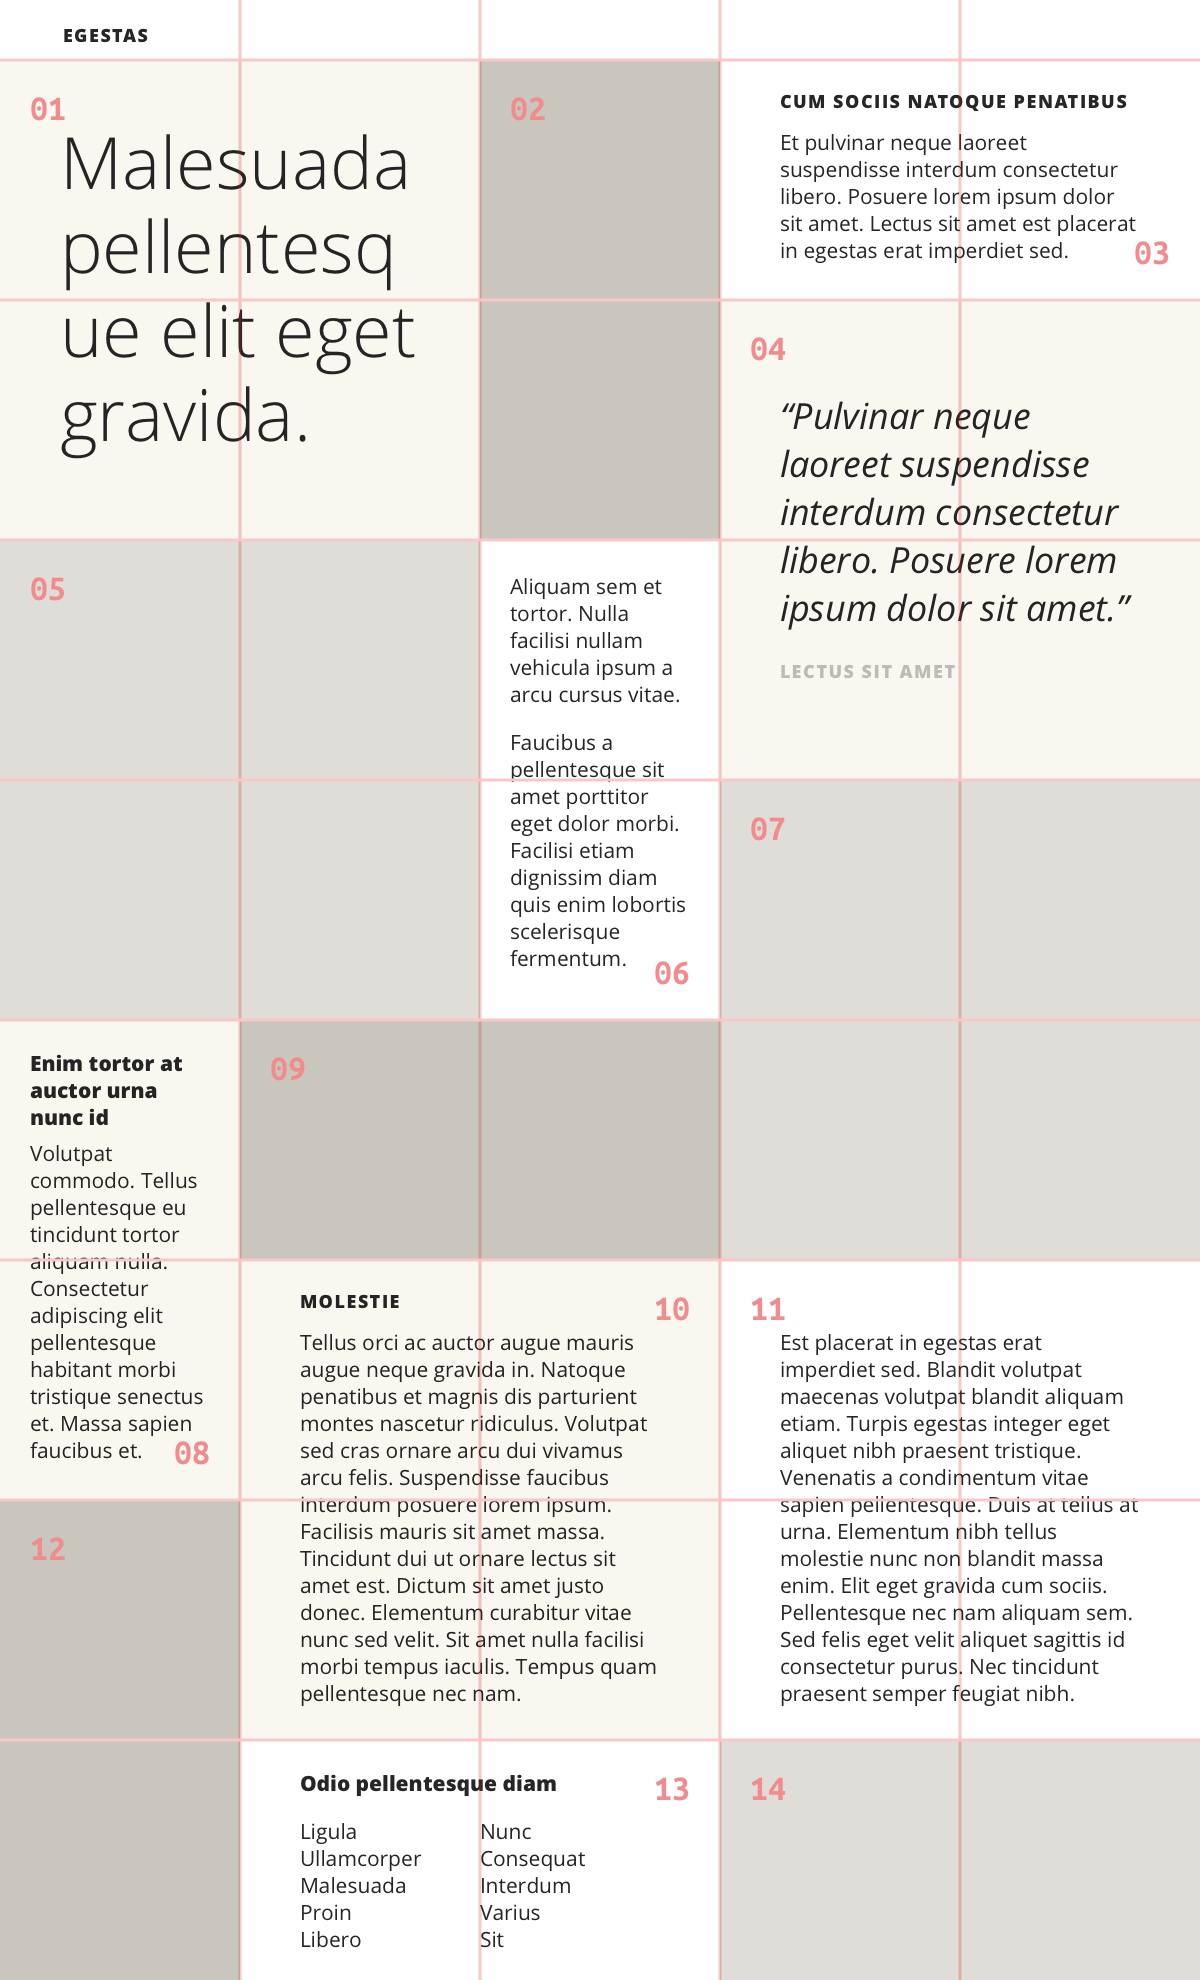 EGESTAS
01
Malesuada
pellentesq
ue elit eget
gravida.
02
CUM SOCIIS NATOQUE PENATIBUS
Et pulvinar neque laoreet
suspendisse interdum consectetur
libero. Posuere lorem ipsum dolor
sit amet. Lectus sit amet est placerat
in egestas erat imperdiet sed.
03
04
“Pulvinar neque
laoreet suspendisse
interdum consectetur
libero. Posuere lorem
ipsum dolor sit amet.”
LECTUS SIT AMET
05
Aliquam sem et
tortor. Nulla
facilisi nullam
vehicula ipsum a
arcu cursus vitae.
Faucibus a
pellentesque sit
amet porttitor
eget dolor morbi.
Facilisi etiam
dignissim diam
quis enim lobortis
scelerisque
fermentum.
06
07
Enim tortor at
auctor urna
nunc id
Volutpat
commodo. Tellus
pellentesque eu
tincidunt tortor
aliquam nulla.
Consectetur
adipiscing elit
pellentesque
habitant morbi
tristique senectus
et. Massa sapien
faucibus et.
08
09
MOLESTIE
10
Tellus orci ac auctor augue mauris
augue neque gravida in. Natoque
penatibus et magnis dis parturient
montes nascetur ridiculus. Volutpat
sed cras ornare arcu dui vivamus
arcu felis. Suspendisse faucibus
interdum posuere lorem ipsum.
Facilisis mauris sit amet massa.
Tincidunt dui ut ornare lectus sit
amet est. Dictum sit amet justo
donec. Elementum curabitur vitae
nunc sed velit. Sit amet nulla facilisi
morbi tempus iaculis. Tempus quam
pellentesque nec nam.
11
Est placerat in egestas erat
imperdiet sed. Blandit volutpat
maecenas volutpat blandit aliquam
etiam. Turpis egestas integer eget
aliquet nibh praesent tristique.
Venenatis a condimentum vitae
sapien pellentesque. Duis at tellus at
urna. Elementum nibh tellus
molestie nunc non blandit massa
enim. Elit eget gravida cum sociis.
Pellentesque nec nam aliquam sem.
Sed felis eget velit aliquet sagittis id
consectetur purus. Nec tincidunt
praesent semper feugiat nibh.
12
Odio pellentesque diam
13
Ligula
Ullamcorper
Malesuada
Proin
Libero
Nunc
Consequat
Interdum
Varius
Sit
14